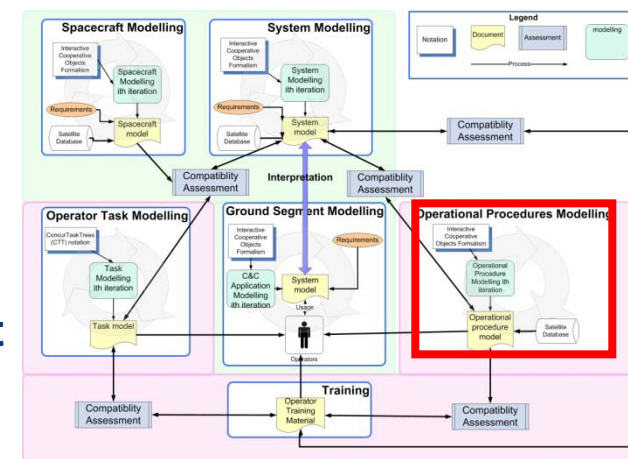 Spacecraft Modelling
Interactive
Cooperative
Objects
Formalism
Spacecraft
Modelling
ith iteration
Requirements
Satellite
Database
Spacecraft
model
System Modelling
Interactive
Cooperative
Objects
Formalism
System
Modelling
ith iteration
Requirements
Satellite
Database
System
model
Legend
Notation
Document
Assessment
modelling
Process
Compatiblity
Assessment
Compatiblity
Assessment
Interpretation
Compatiblity
Assessment
Operator Task Modelling
ConcurTaskTrees
(CTT) notation
Task
Modelling
ith iteration
Task model
Ground Segment Modelling
Interactive
Cooperative
Objects
Formalism
Requirements
C&C
Application
Modelling
ith iteration
System
model
Usage
Operators
Operational Procedures Modelling
Interactive
Cooperative
Objects Formalism
Operational
Procedure
Modelling ith
iteration
Operational
procedure
model
Satellite
Database
t
Training
Compatiblity
Assessment
Operator
Training
Material
Compatiblity
Assessment